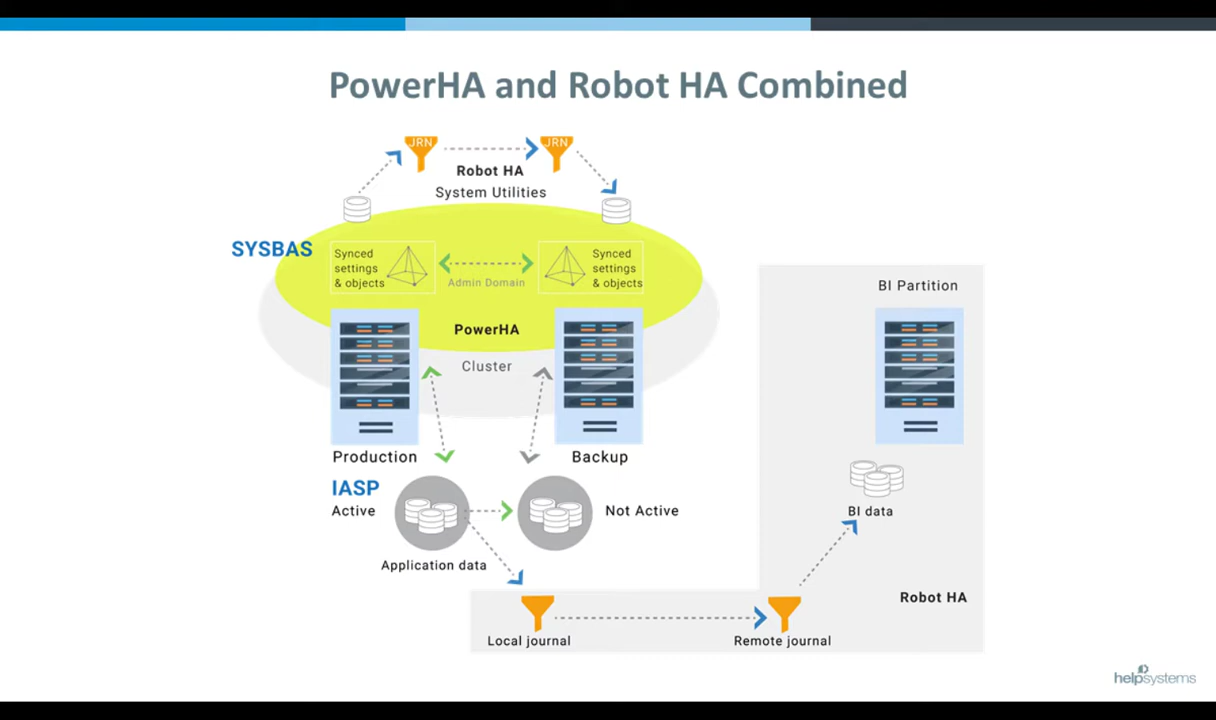 PowerHA and Robot HA Combined
JRN
JRN
Robot HA
System Utilities
SYSBAS
Synced
settings
& objects
Admin Domain
Synced
settings
& objects
BI Partition
PowerHA
Cluster
Production
Backup
IASP
Active
Not Active
BI data
Application data
Robot HA
Local journal
Remote journal
helpsystems